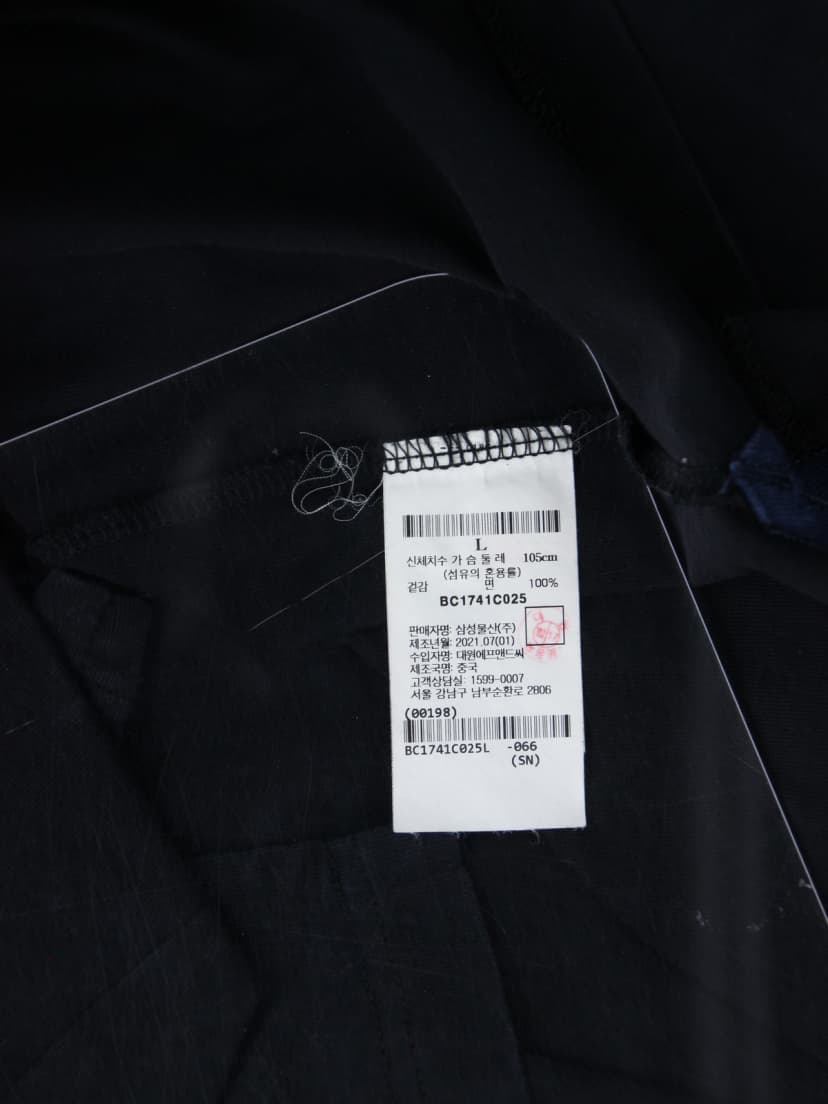 L
신체치수 가슴둘레 105cm
(섬유의 혼용률)
겉감 면 100%
BC1741C025
판매자명: 삼성물산(주)
제조년월: 2021.07(01)
수입자명: 대원에프앤드씨
제조국명: 중국
고객상담실: 1599-0007
서울 강남구 남부순환로 2806
(00198)
BC1741C025L -066
(SN)